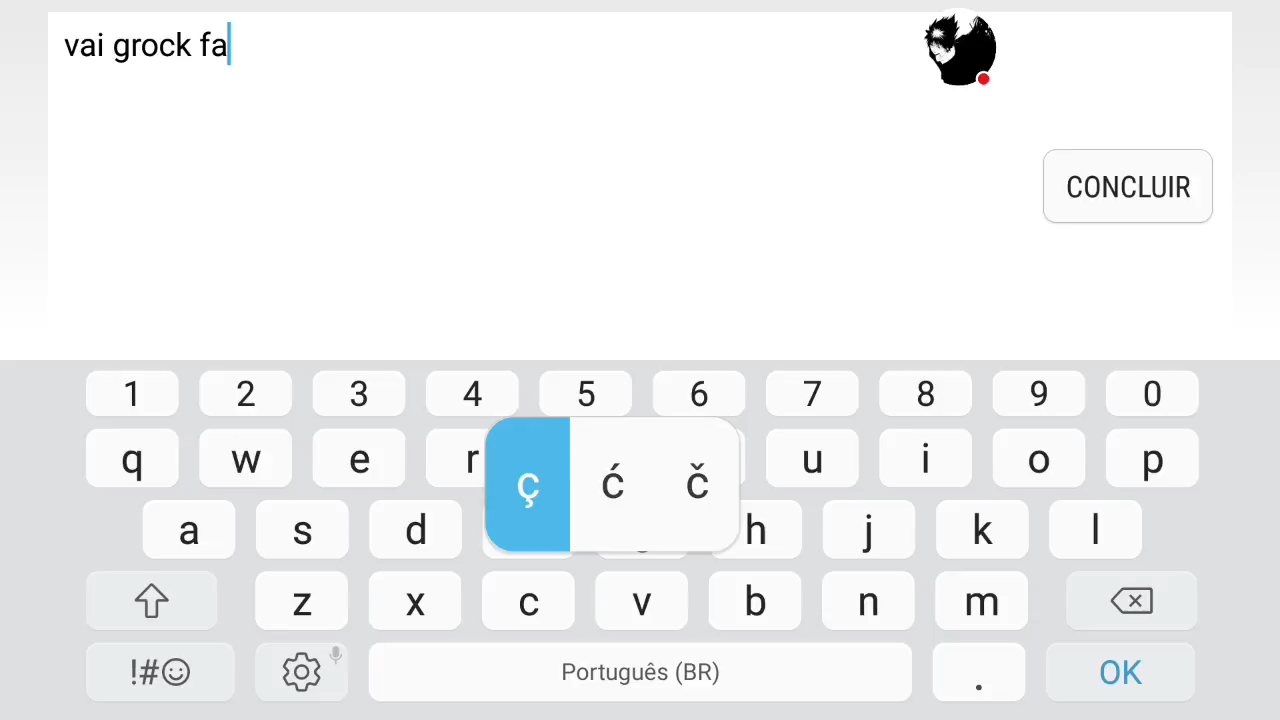 vai grock fa
CONCLUIR
1 2 3 4 5 6 7 8 9 0
q w e r u i o p
ç ć č
a s d h j k l
z x c v b n m
!#☺ Português (BR) . OK